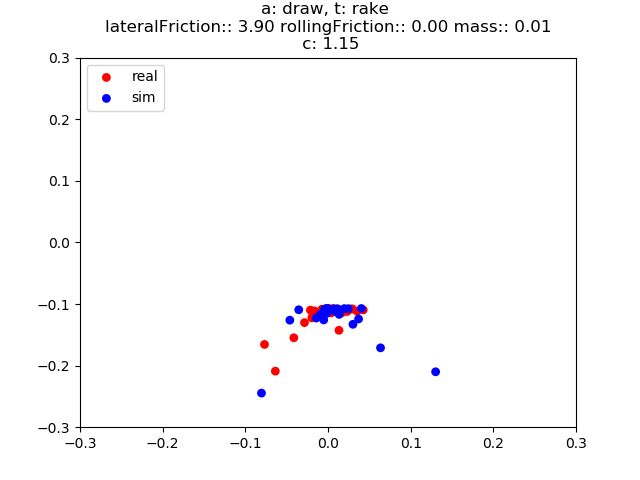 a: draw, t: rake
lateralFriction:: 3.90 rollingFriction:: 0.00 mass:: 0.01
c: 1.15
real
sim
0.3
0.2
0.1
0.0
−0.1
−0.2
−0.3
−0.3 −0.2 −0.1 0.0 0.1 0.2 0.3